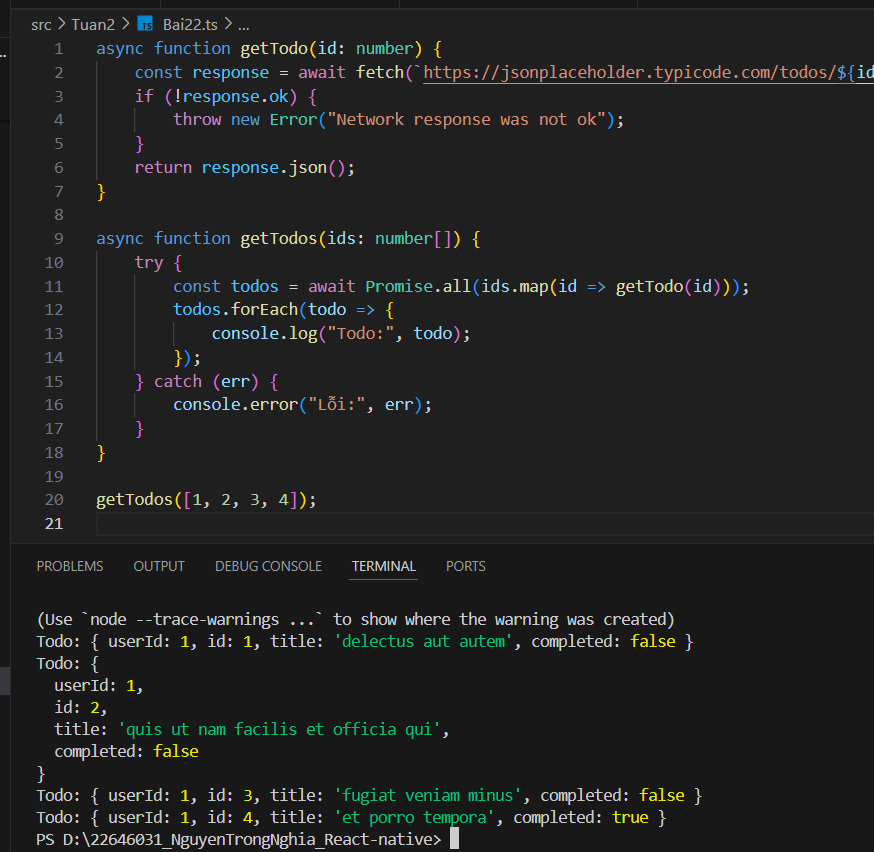 src > Tuan2 > TS Bai22.ts > ...
1 async function getTodo(id: number) {
2 const response = await fetch(`https://jsonplaceholder.typicode.com/todos/${id
3 if (!response.ok) {
4 throw new Error("Network response was not ok");
5 }
6 return response.json();
7 }
8
9 async function getTodos(ids: number[]) {
10 try {
11 const todos = await Promise.all(ids.map(id => getTodo(id)));
12 todos.forEach(todo => {
13 console.log("Todo:", todo);
14 });
15 } catch (err) {
16 console.error("Lỗi:", err);
17 }
18 }
19
20 getTodos([1, 2, 3, 4]);
21
PROBLEMS OUTPUT DEBUG CONSOLE TERMINAL PORTS
(Use `node --trace-warnings ...` to show where the warning was created)
Todo: { userId: 1, id: 1, title: 'delectus aut autem', completed: false }
Todo: {
userId: 1,
id: 2,
title: 'quis ut nam facilis et officia qui',
completed: false
}
Todo: { userId: 1, id: 3, title: 'fugiat veniam minus', completed: false }
Todo: { userId: 1, id: 4, title: 'et porro tempora', completed: true }
PS D:\22646031_NguyenTrongNghia_React-native>